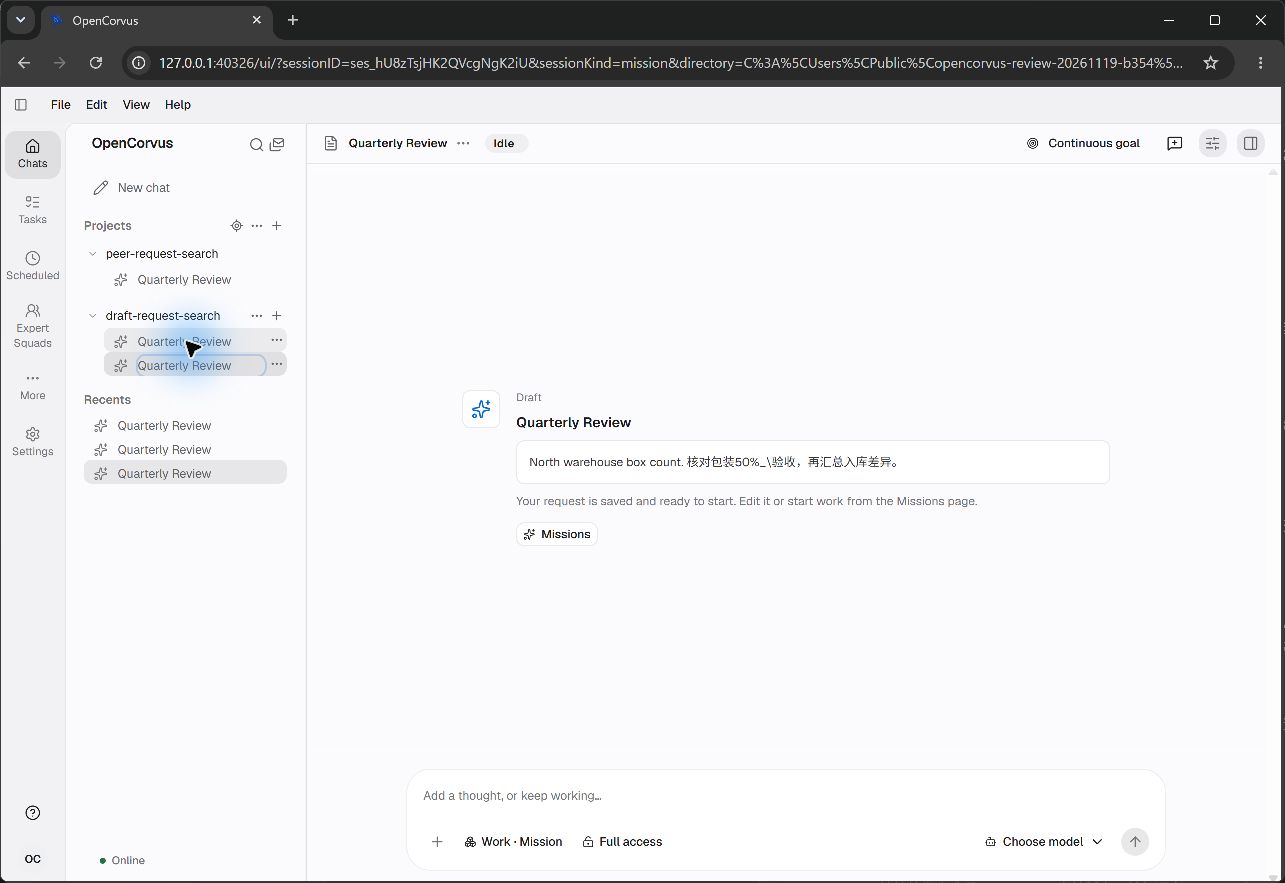 OpenCorvus
127.0.0.1:40326/ui/?sessionID=ses_hU8zTsjHK2QVcgNgK2iU&sessionKind=mission&directory=C%3A%5CUsers%5CPublic%5Copencorvus-review-20261119-b354%5...
File Edit View Help
OpenCorvus
Quarterly Review ... Idle
Continuous goal
Chats
New chat
Tasks
Projects
peer-request-search
Scheduled
Quarterly Review
draft-request-search
Expert
Squads
Quarterly Review
Quarterly Review
More
Recents
Quarterly Review
Settings
Quarterly Review
Quarterly Review
Draft
Quarterly Review
North warehouse box count. 核对包装50%_\验收，再汇总入库差异。
Your request is saved and ready to start. Edit it or start work from the Missions page.
Missions
Add a thought, or keep working...
Work · Mission Full access Choose model
OC
Online